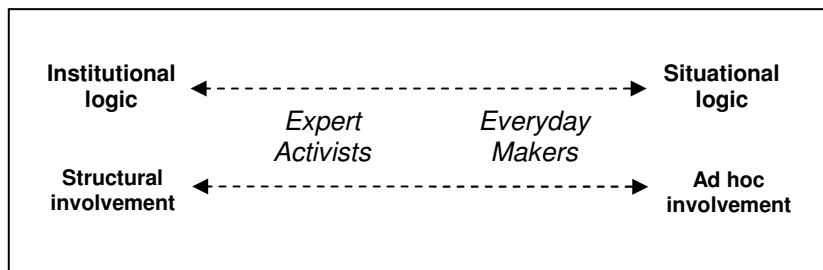 Institutional
logic
Situational
logic
Expert
Activists
Everyday
Makers
Structural
involvement
Ad hoc
involvement